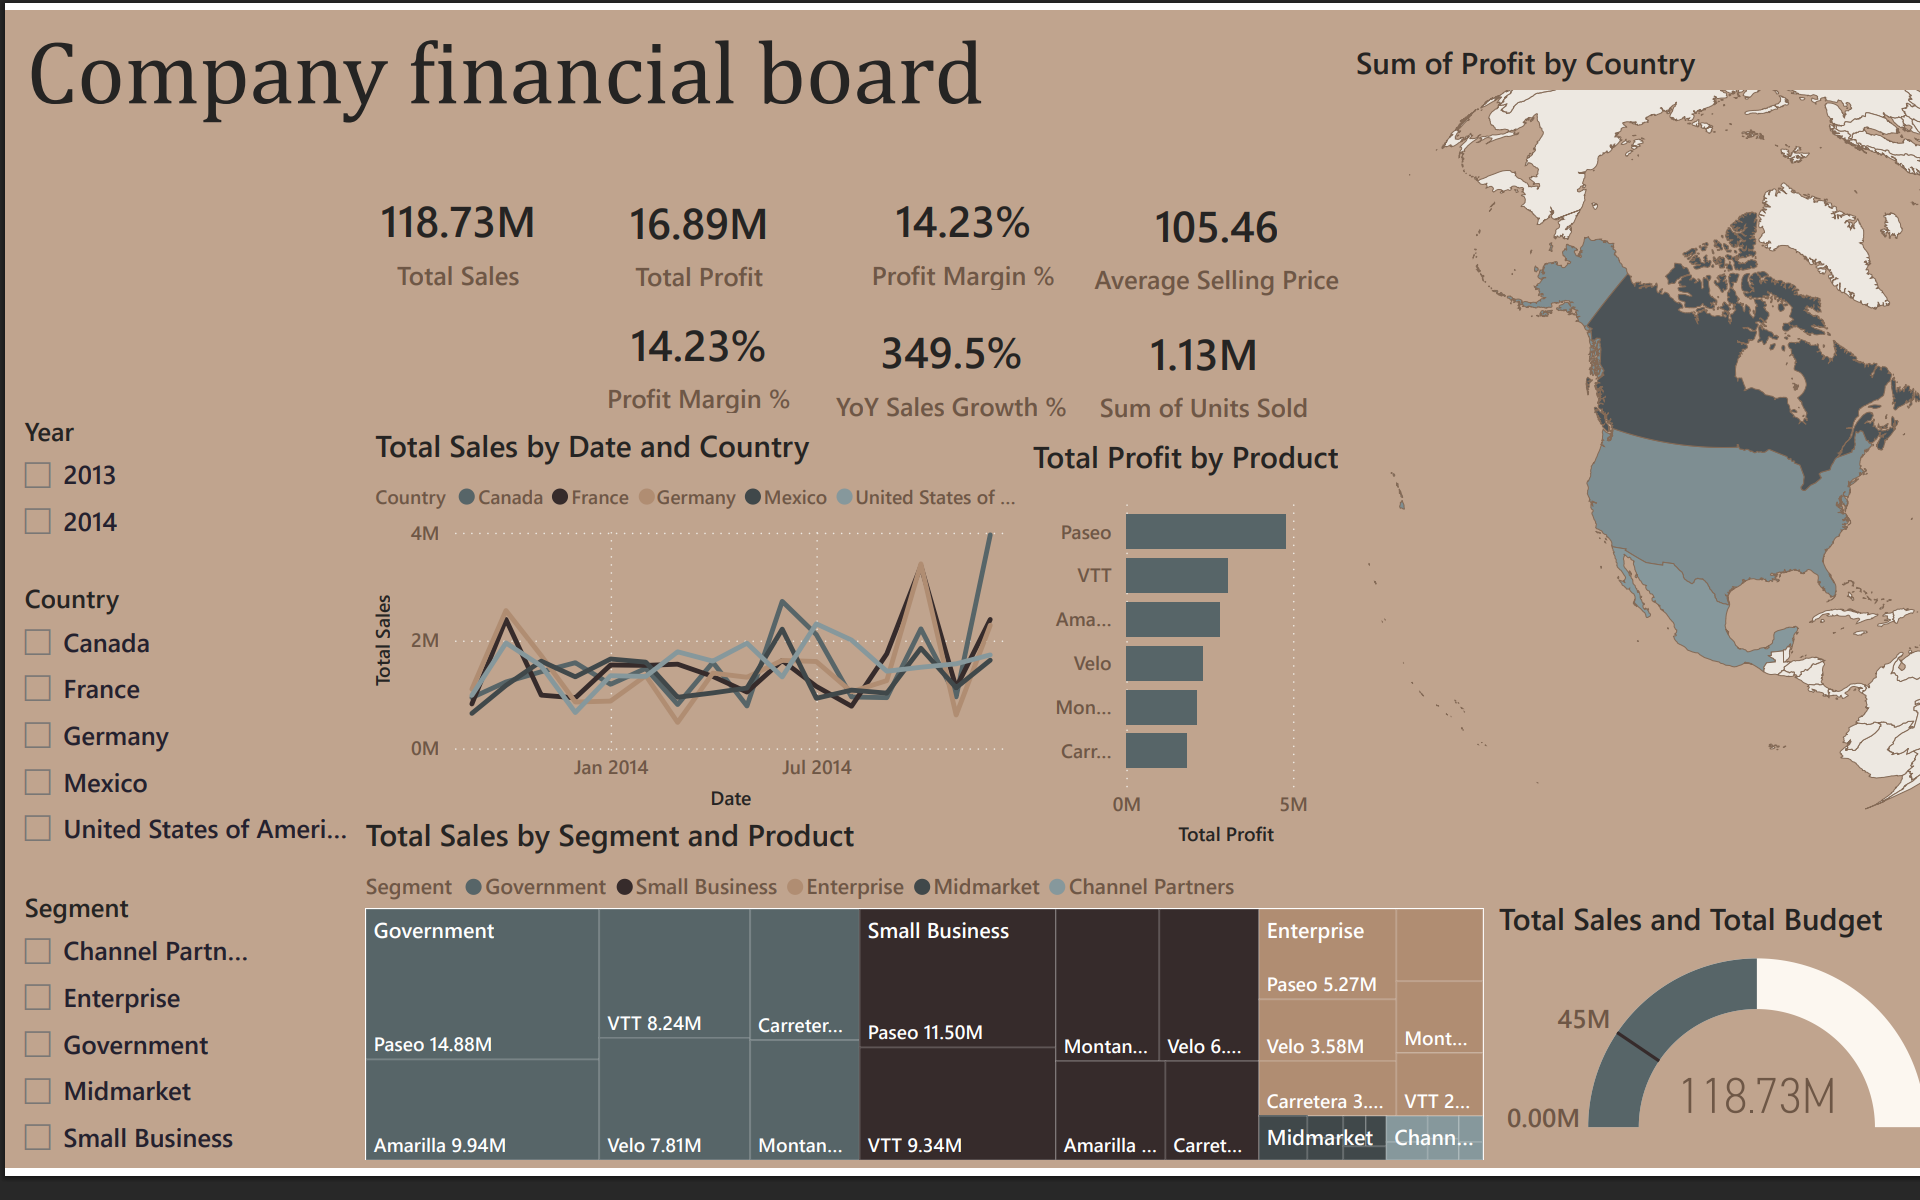 Company financial board
Sum of Profit by Country
118.73M
Total Sales
16.89M
Total Profit
14.23%
Profit Margin %
105.46
Average Selling Price
14.23%
Profit Margin %
349.5%
YoY Sales Growth %
1.13M
Sum of Units Sold
Year
2013
2014
Country
Canada
France
Germany
Mexico
United States of Ameri...
Segment
Channel Partn...
Enterprise
Government
Midmarket
Small Business
Total Sales by Date and Country
Country Canada France Germany Mexico United States of ...
4M
2M
0M
Total Sales
Jan 2014 Jul 2014
Date
Total Profit by Product
Paseo
VTT
Ama...
Velo
Mon...
Carr...
0M 5M
Total Profit
Total Sales by Segment and Product
Segment Government Small Business Enterprise Midmarket Channel Partners
Government
Paseo 14.88M
Amarilla 9.94M
VTT 8.24M
Velo 7.81M
Carreter...
Montan...
Small Business
Paseo 11.50M
VTT 9.34M
Montan...
Velo 6....
Amarilla ...
Carret...
Enterprise
Paseo 5.27M
Velo 3.58M
Carretera 3....
Mont...
VTT 2...
Midmarket
Chann...
Total Sales and Total Budget
45M
0.00M
118.73M